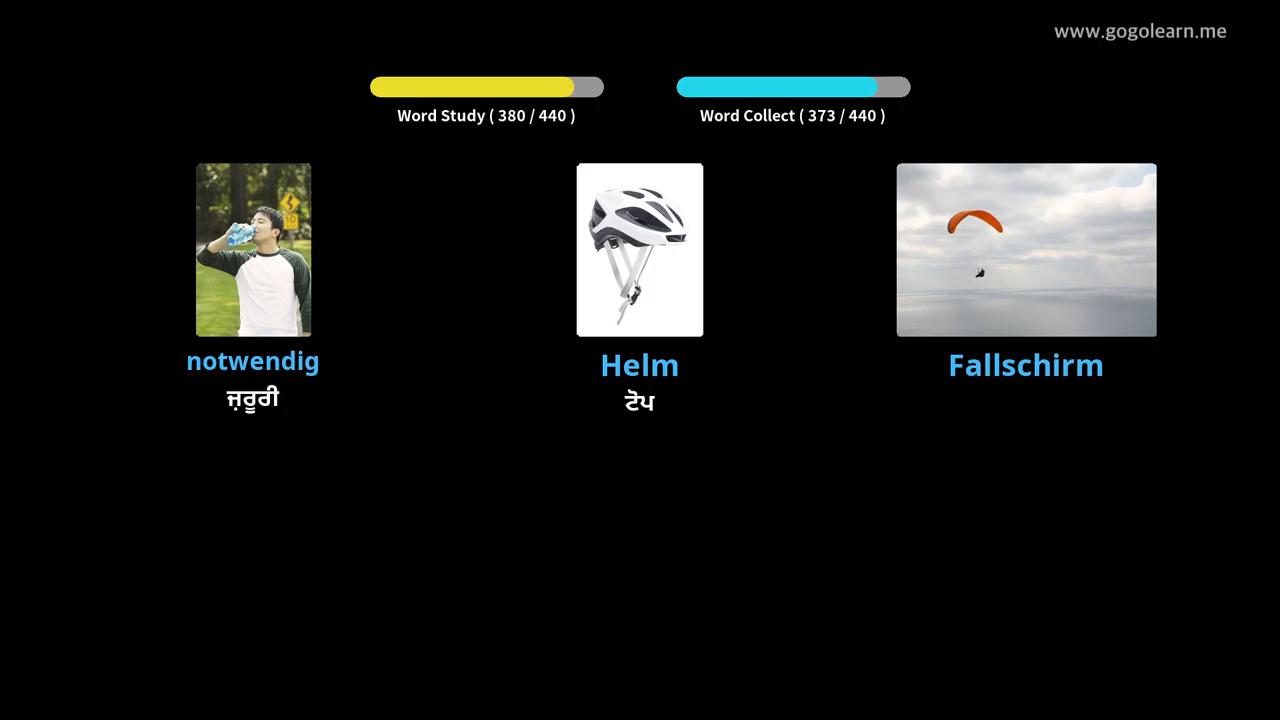 www.gogolearn.me
Word Study ( 380 / 440 )
Word Collect ( 373 / 440 )
notwendig
ਜ਼ਰੂਰੀ
Helm
ਟੋਪ
Fallschirm